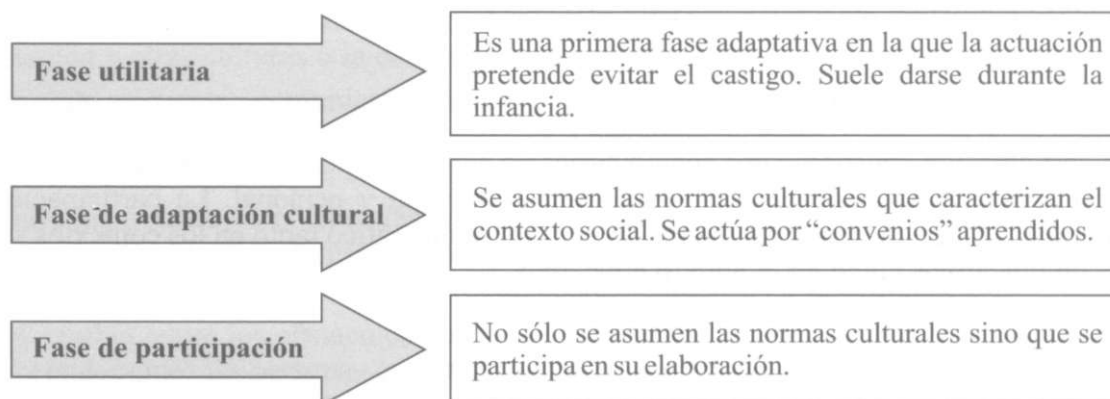 Fase utilitaria
Es una primera fase adaptativa en la que la actuación
pretende evitar el castigo. Suele darse durante la
infancia.
Fase de adaptación cultural
Se asumen las normas culturales que caracterizan el
contexto social. Se actúa por “convenios” aprendidos.
Fase de participación
No sólo se asumen las normas culturales sino que se
participa en su elaboración.